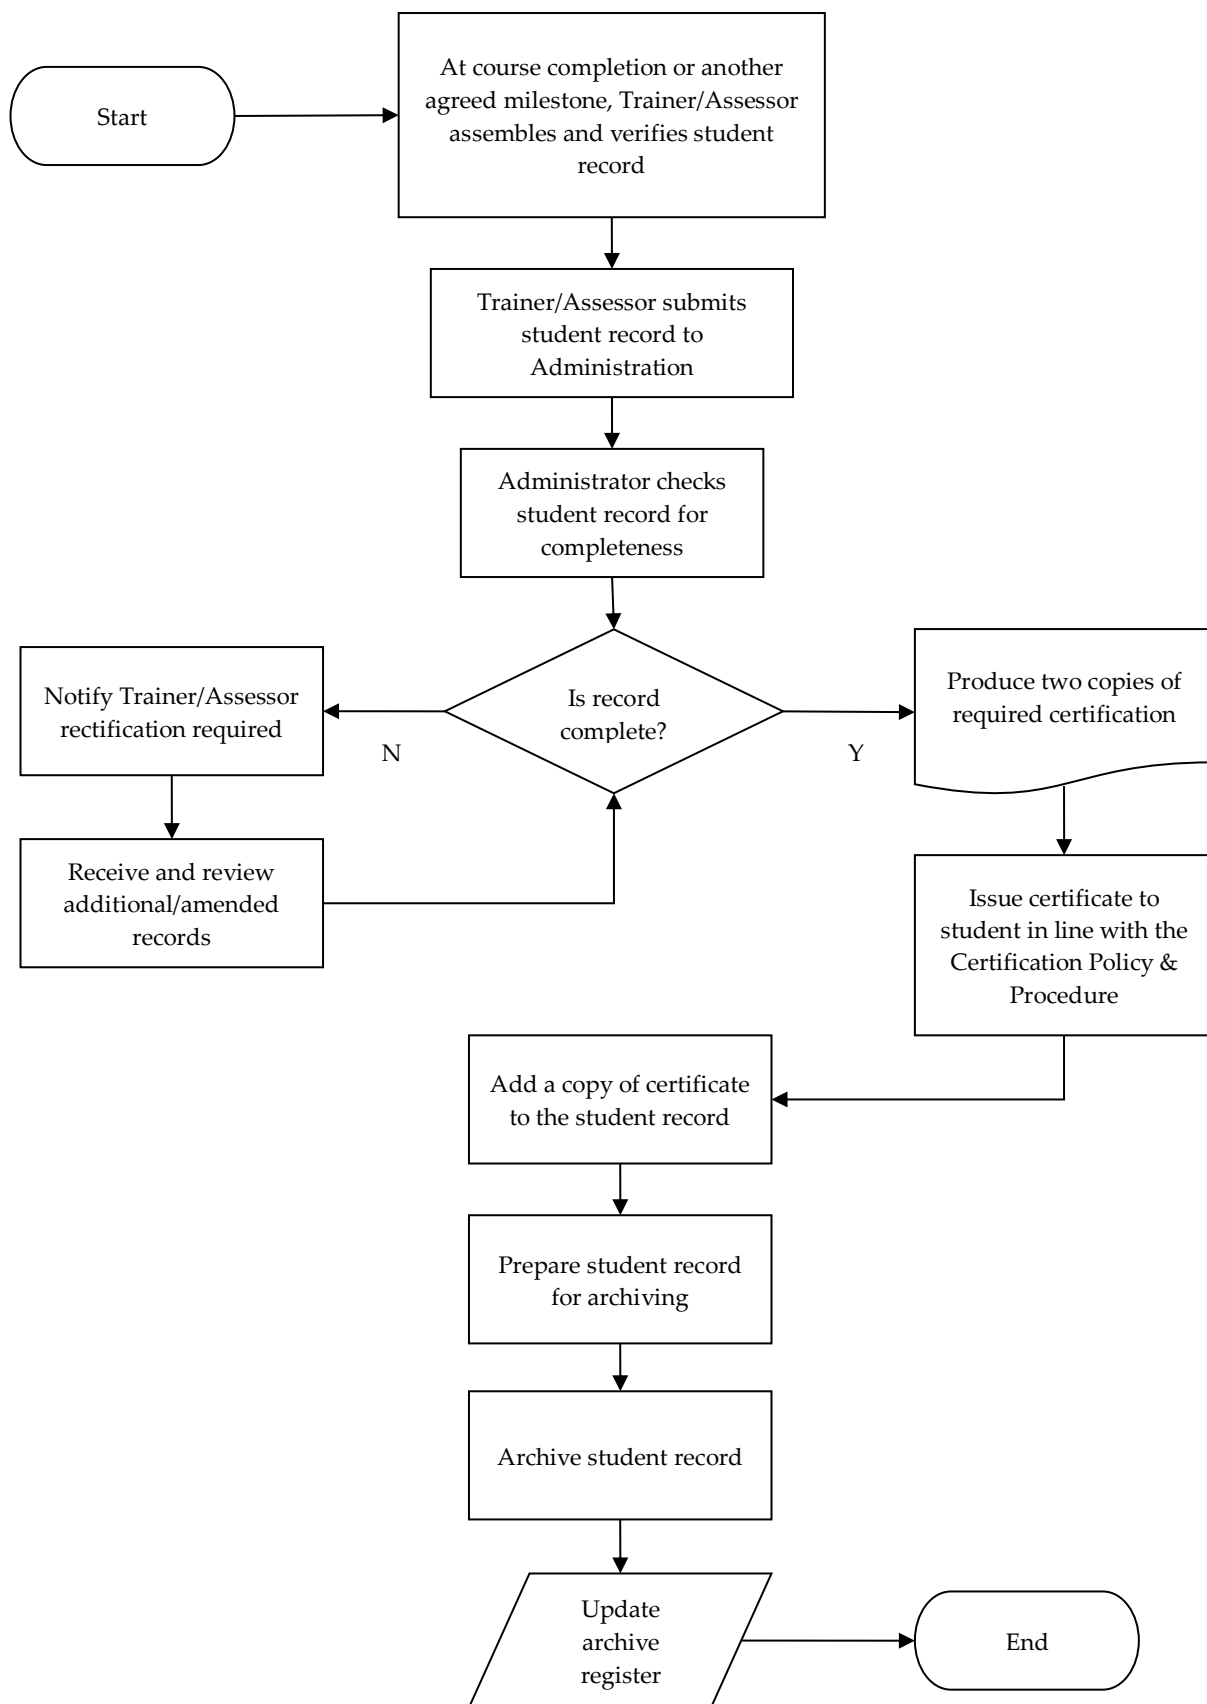 Start
At course completion or another
agreed milestone, Trainer/Assessor
assembles and verifies student
record
Trainer/Assessor submits
student record to
Administration
Administrator checks
student record for
completeness
Is record
complete?
N
Y
Notify Trainer/Assessor
rectification required
Receive and review
additional/amended
records
Produce two copies of
required certification
Issue certificate to
student in line with the
Certification Policy &
Procedure
Add a copy of certificate
to the student record
Prepare student record
for archiving
Archive student record
Update
archive
register
End